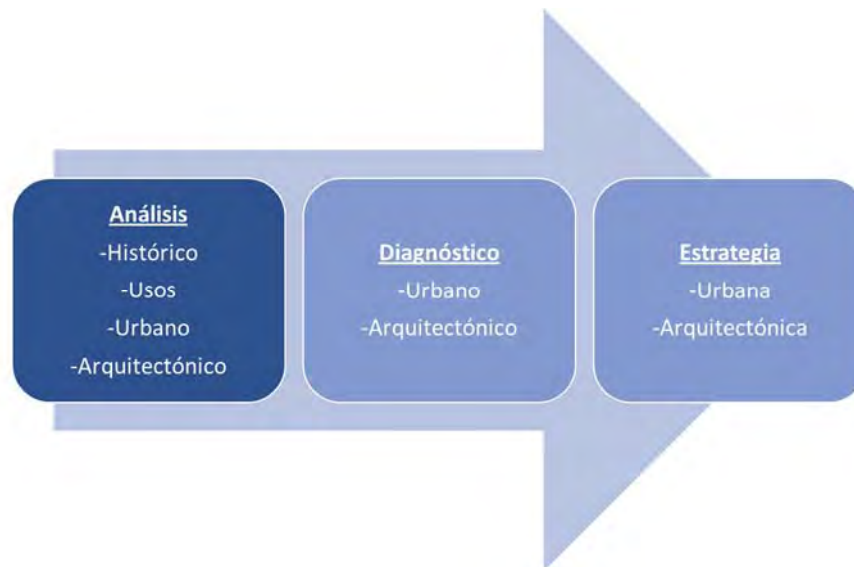 Análisis
-Histórico
-Usos
-Urbano
-Arquitectónico
Diagnóstico
-Urbano
-Arquitectónico
Estrategia
-Urbana
-Arquitectónica